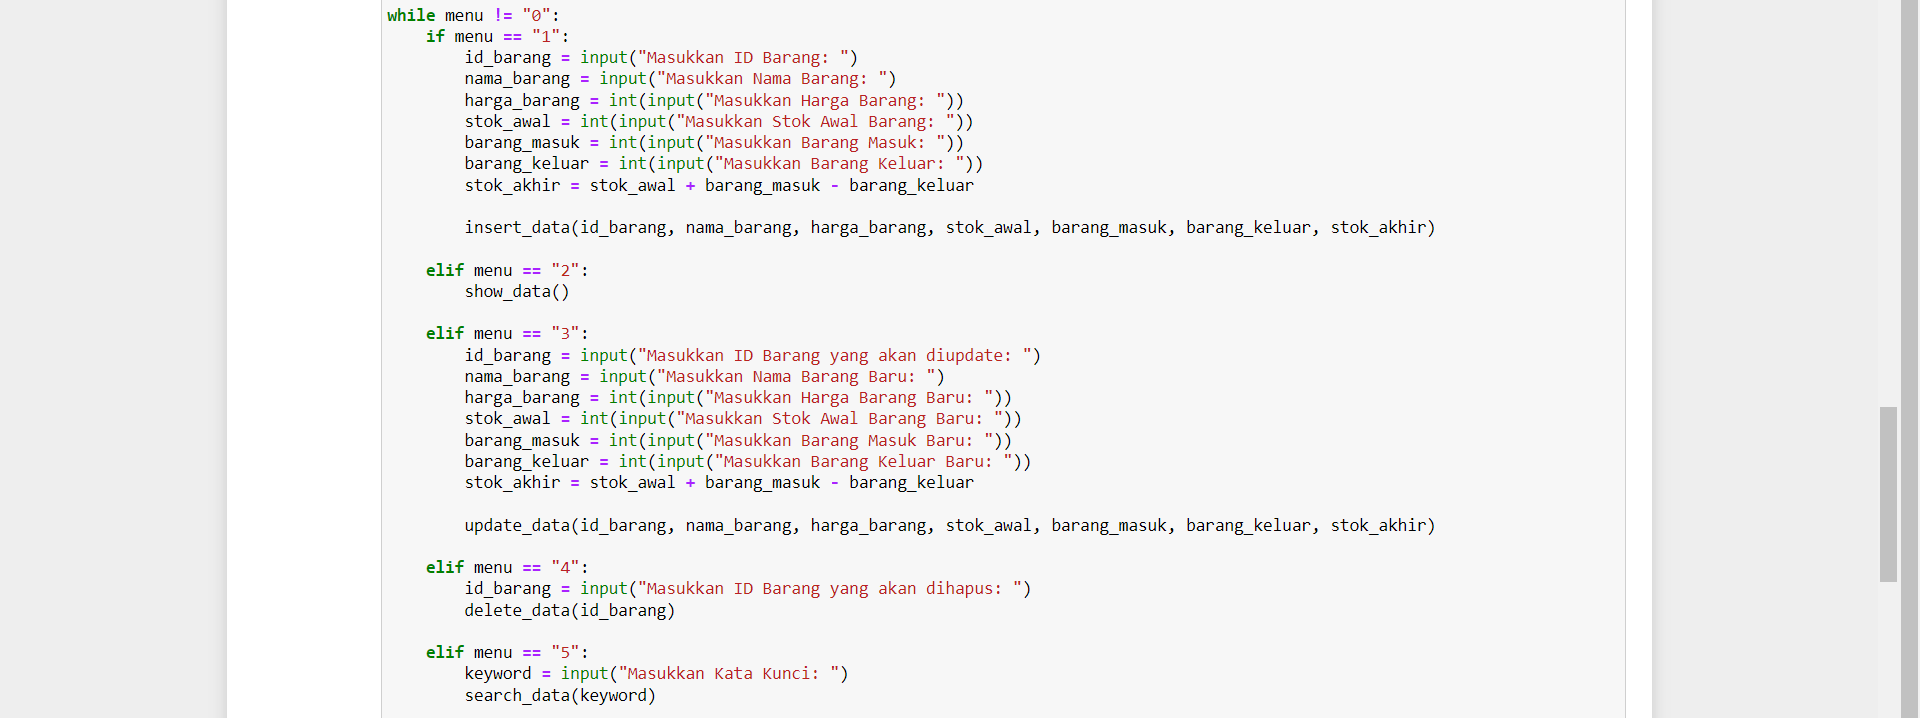 while menu != "0":
    if menu == "1":
        id_barang = input("Masukkan ID Barang: ")
        nama_barang = input("Masukkan Nama Barang: ")
        harga_barang = int(input("Masukkan Harga Barang: "))
        stok_awal = int(input("Masukkan Stok Awal Barang: "))
        barang_masuk = int(input("Masukkan Barang Masuk: "))
        barang_keluar = int(input("Masukkan Barang Keluar: "))
        stok_akhir = stok_awal + barang_masuk - barang_keluar

        insert_data(id_barang, nama_barang, harga_barang, stok_awal, barang_masuk, barang_keluar, stok_akhir)

    elif menu == "2":
        show_data()

    elif menu == "3":
        id_barang = input("Masukkan ID Barang yang akan diupdate: ")
        nama_barang = input("Masukkan Nama Barang Baru: ")
        harga_barang = int(input("Masukkan Harga Barang Baru: "))
        stok_awal = int(input("Masukkan Stok Awal Barang Baru: "))
        barang_masuk = int(input("Masukkan Barang Masuk Baru: "))
        barang_keluar = int(input("Masukkan Barang Keluar Baru: "))
        stok_akhir = stok_awal + barang_masuk - barang_keluar

        update_data(id_barang, nama_barang, harga_barang, stok_awal, barang_masuk, barang_keluar, stok_akhir)

    elif menu == "4":
        id_barang = input("Masukkan ID Barang yang akan dihapus: ")
        delete_data(id_barang)

    elif menu == "5":
        keyword = input("Masukkan Kata Kunci: ")
        search_data(keyword)